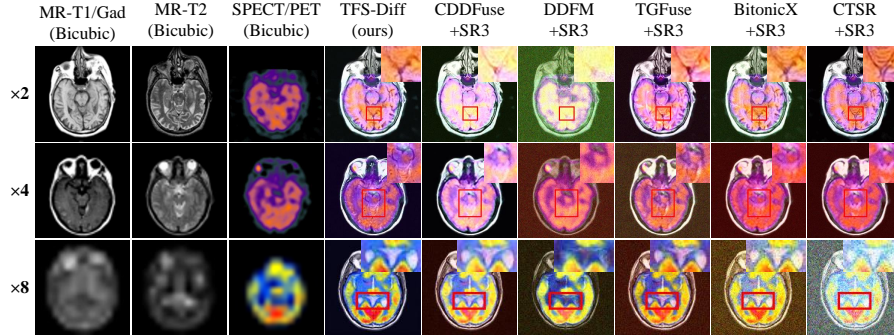 MR-T1/Gad MR-T2 SPECT/PET TFS-Diff CDDFuse DDFM TGFuse BitonicX CTSR
(Bicubic) (Bicubic) (Bicubic) (ours) +SR3 +SR3 +SR3 +SR3 +SR3
×2
×4
×8